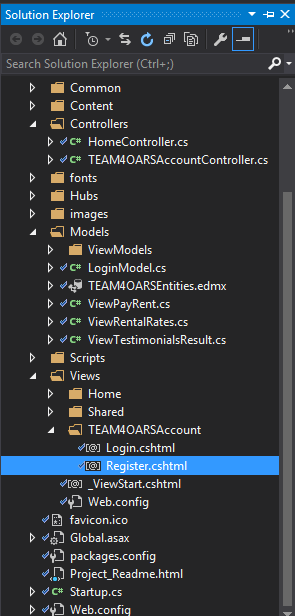 Solution Explorer
Search Solution Explorer (Ctrl+;)
Common
Content
Controllers
C# HomeController.cs
C# TEAM4OARSAccountController.cs
fonts
Hubs
images
Models
ViewModels
C# LoginModel.cs
TEAM4OARSEntities.edmx
C# ViewPayRent.cs
C# ViewRentalRates.cs
C# ViewTestimonialsResult.cs
Scripts
Views
Home
Shared
TEAM4OARSAccount
[@] Login.cshtml
[@] Register.cshtml
[@] _ViewStart.cshtml
Web.config
favicon.ico
Global.asax
packages.config
Project_Readme.html
C# Startup.cs
Web.config